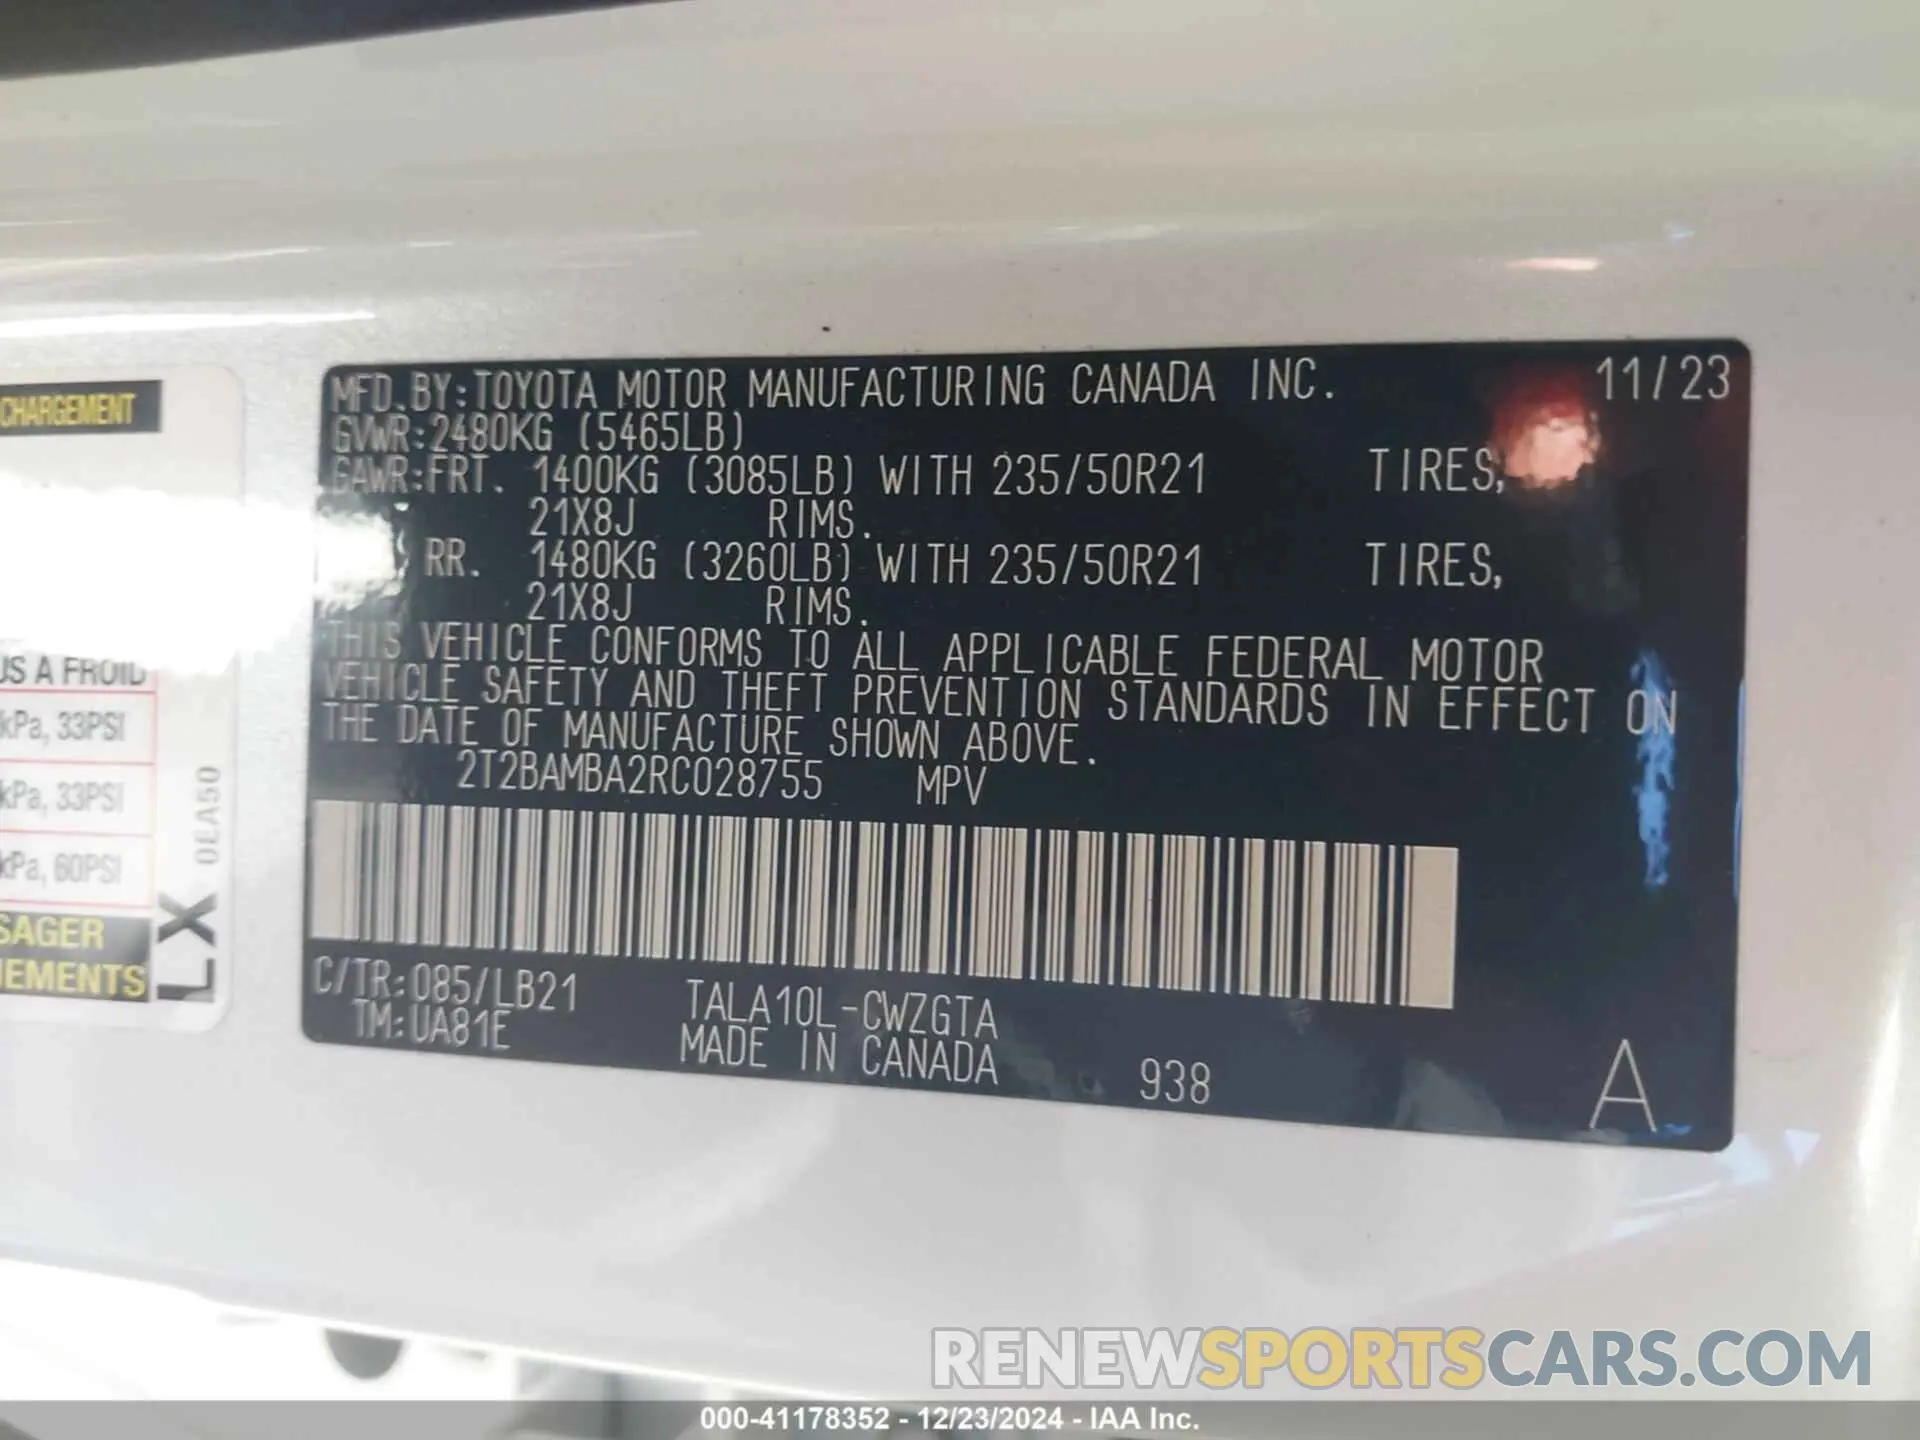 MFD.BY:TOYOTA MOTOR MANUFACTURING CANADA INC. 11/23
GVWR:2480KG (5465LB)
GAWR:FRT. 1400KG (3085LB) WITH 235/50R21 TIRES,
21X8J RIMS.
RR. 1480KG (3260LB) WITH 235/50R21 TIRES,
21X8J RIMS.
THIS VEHICLE CONFORMS TO ALL APPLICABLE FEDERAL MOTOR
VEHICLE SAFETY AND THEFT PREVENTION STANDARDS IN EFFECT ON
THE DATE OF MANUFACTURE SHOWN ABOVE.
2T2BAMBA2RC028755 MPV
C/TR:085/LB21 TALA10L-CWZGTA
TM:UA81E MADE IN CANADA 938
A
CHARGEMENT
US A FROID
kPa, 33PSI
kPa, 33PSI
kPa, 60PSI
SAGER
NEMENTS
LX 0EA50
RENEWSPORTSCARS.COM
000-41178352 - 12/23/2024 - IAA Inc.